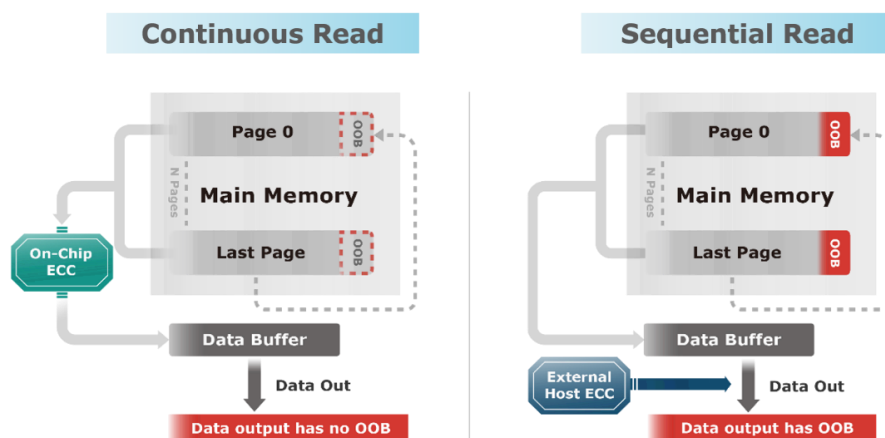 Continuous Read
Page 0
OOB
N Pages
Main Memory
Last Page
OOB
On-Chip
ECC
Data Buffer
Data Out
Data output has no OOB
Sequential Read
Page 0
OOB
N Pages
Main Memory
Last Page
OOB
Data Buffer
External
Host ECC
Data Out
Data output has OOB